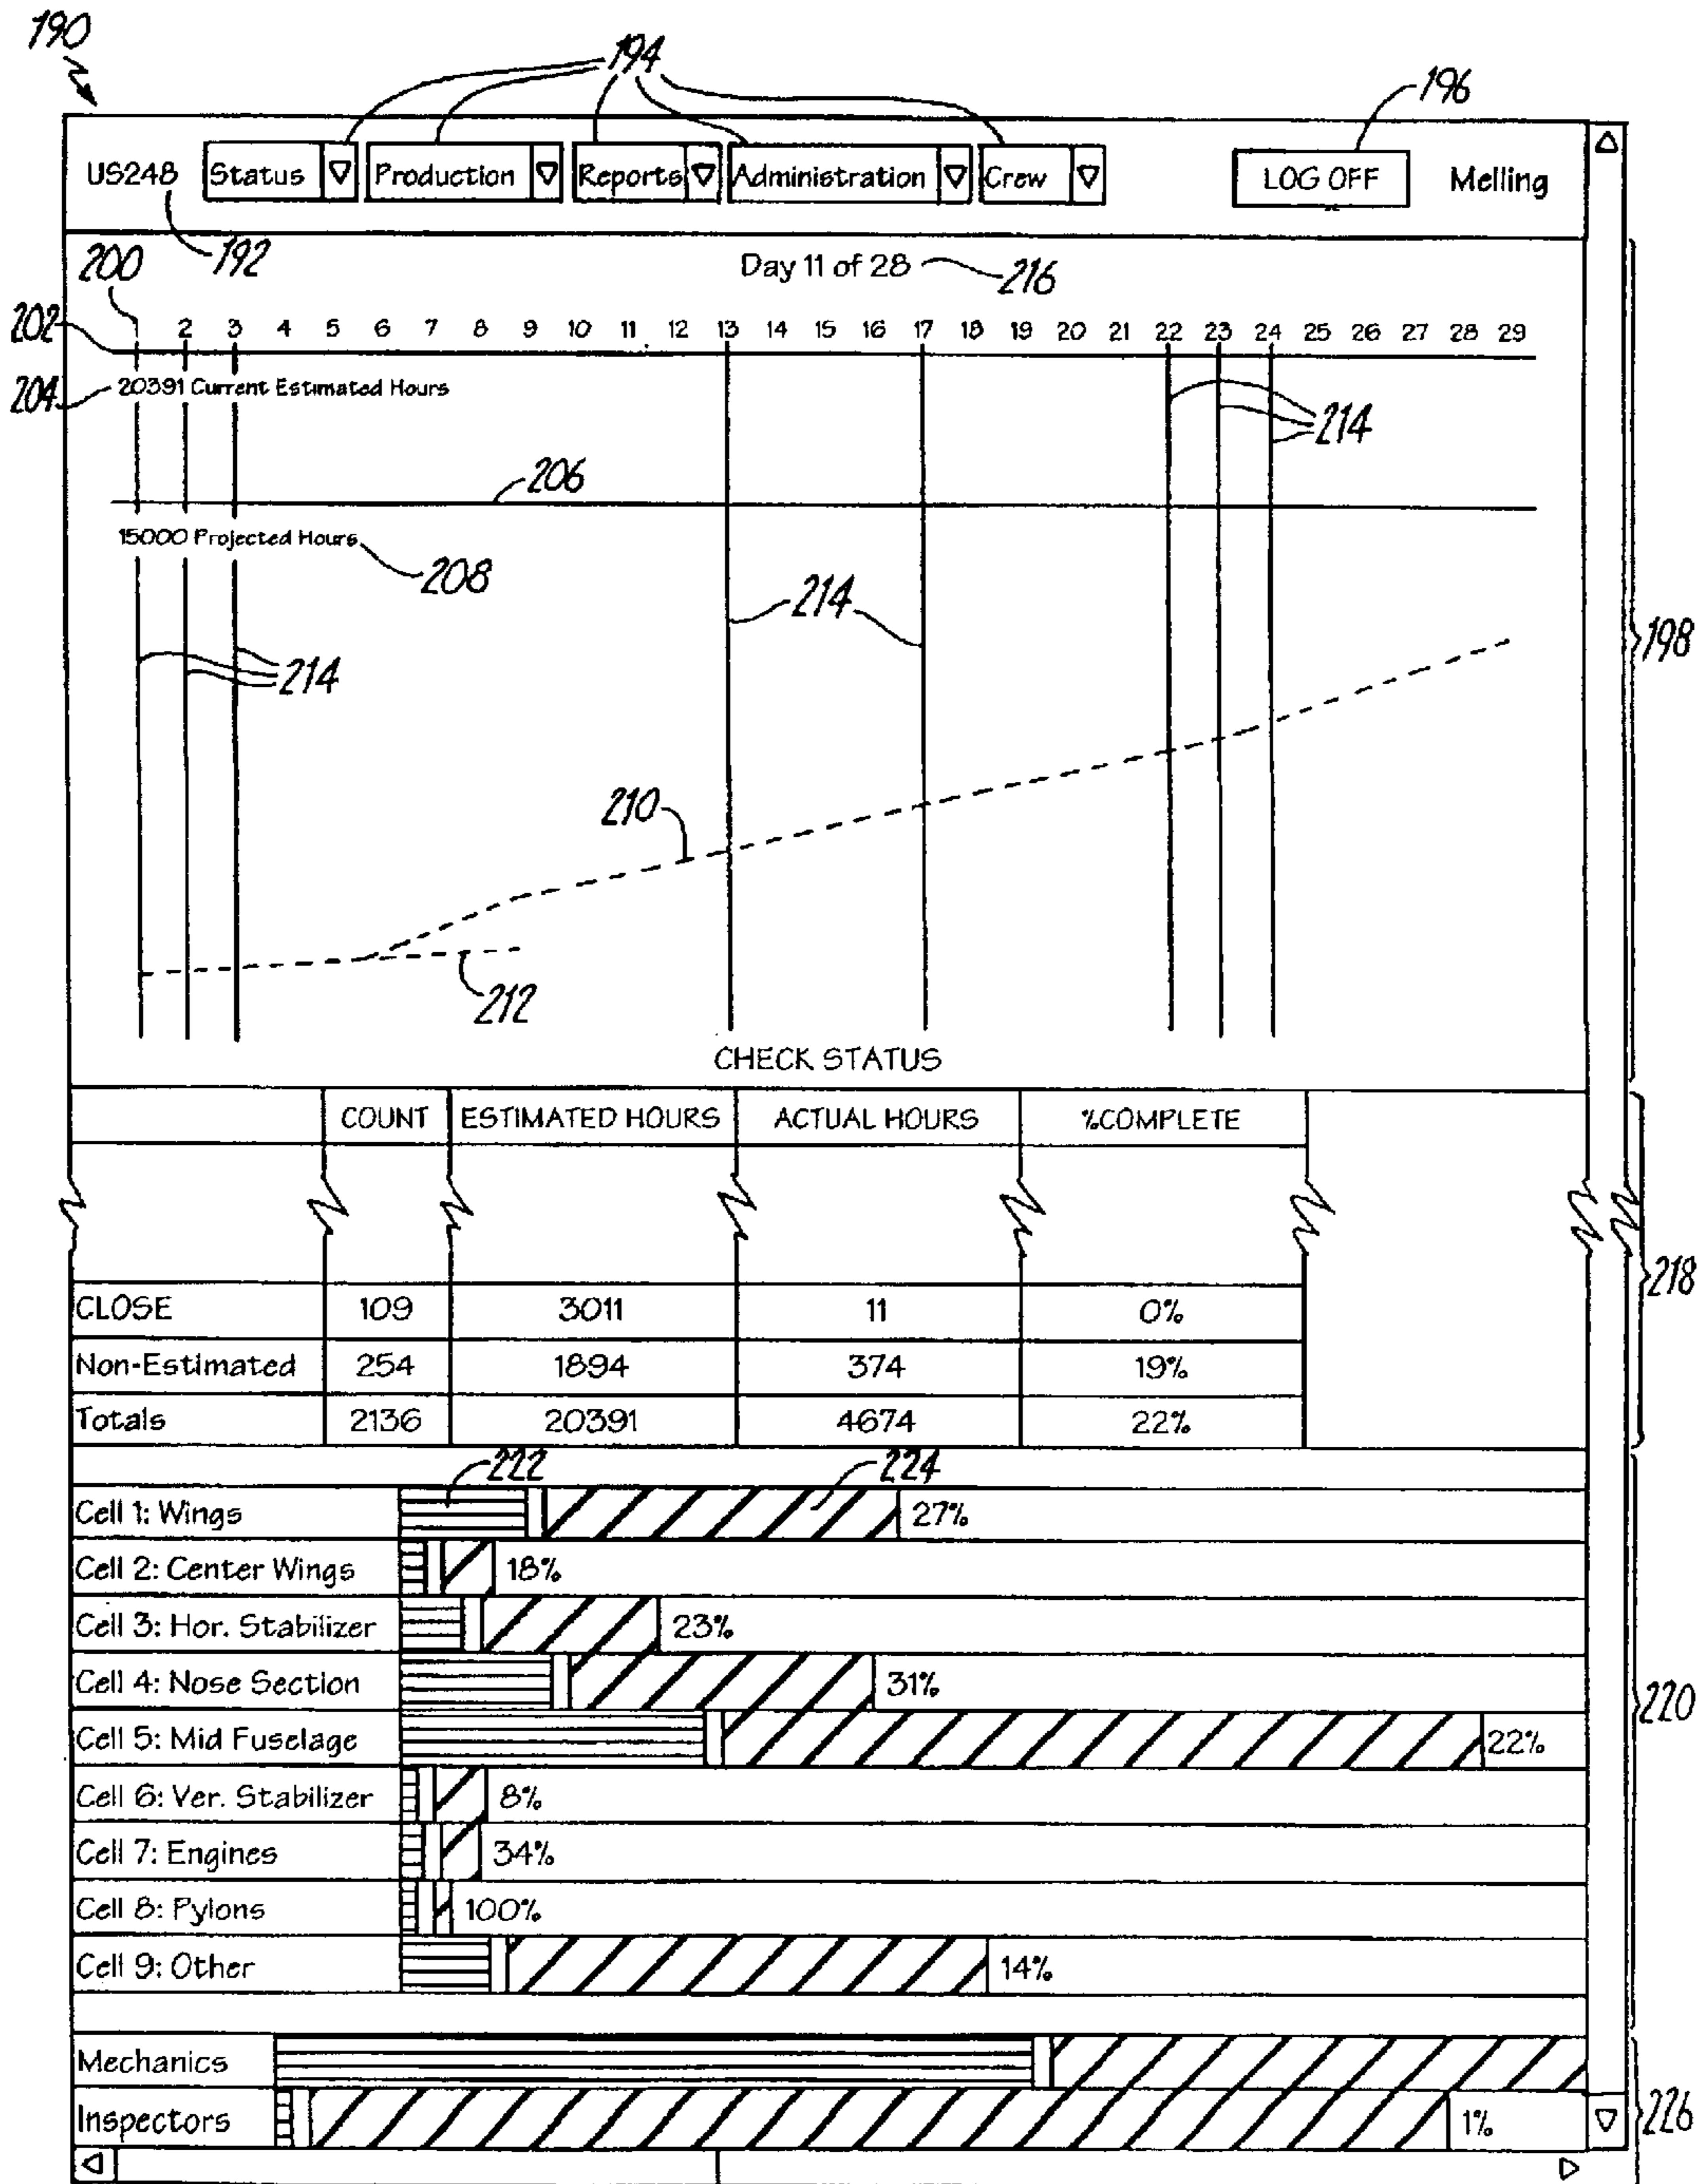 190
194
196
US248 Status Production Reports Administration Crew LOG OFF Melling
200 192 Day 11 of 28 216
202 2 3 4 5 6 7 8 9 10 11 12 13 14 15 16 17 18 19 20 21 22 23 24 25 26 27 28 29
204 20391 Current Estimated Hours
214
206
15000 Projected Hours
208
214
198
214
210
212
CHECK STATUS
COUNT ESTIMATED HOURS ACTUAL HOURS %COMPLETE
218
CLOSE 109 3011 11 0%
Non-Estimated 254 1894 374 19%
Totals 2136 20391 4674 22%
222 224
Cell 1: Wings 27%
Cell 2: Center Wings 18%
Cell 3: Hor. Stabilizer 23%
Cell 4: Nose Section 31%
220
Cell 5: Mid Fuselage 22%
Cell 6: Ver. Stabilizer 8%
Cell 7: Engines 34%
Cell 8: Pylons 100%
Cell 9: Other 14%
Mechanics
Inspectors 1% 226